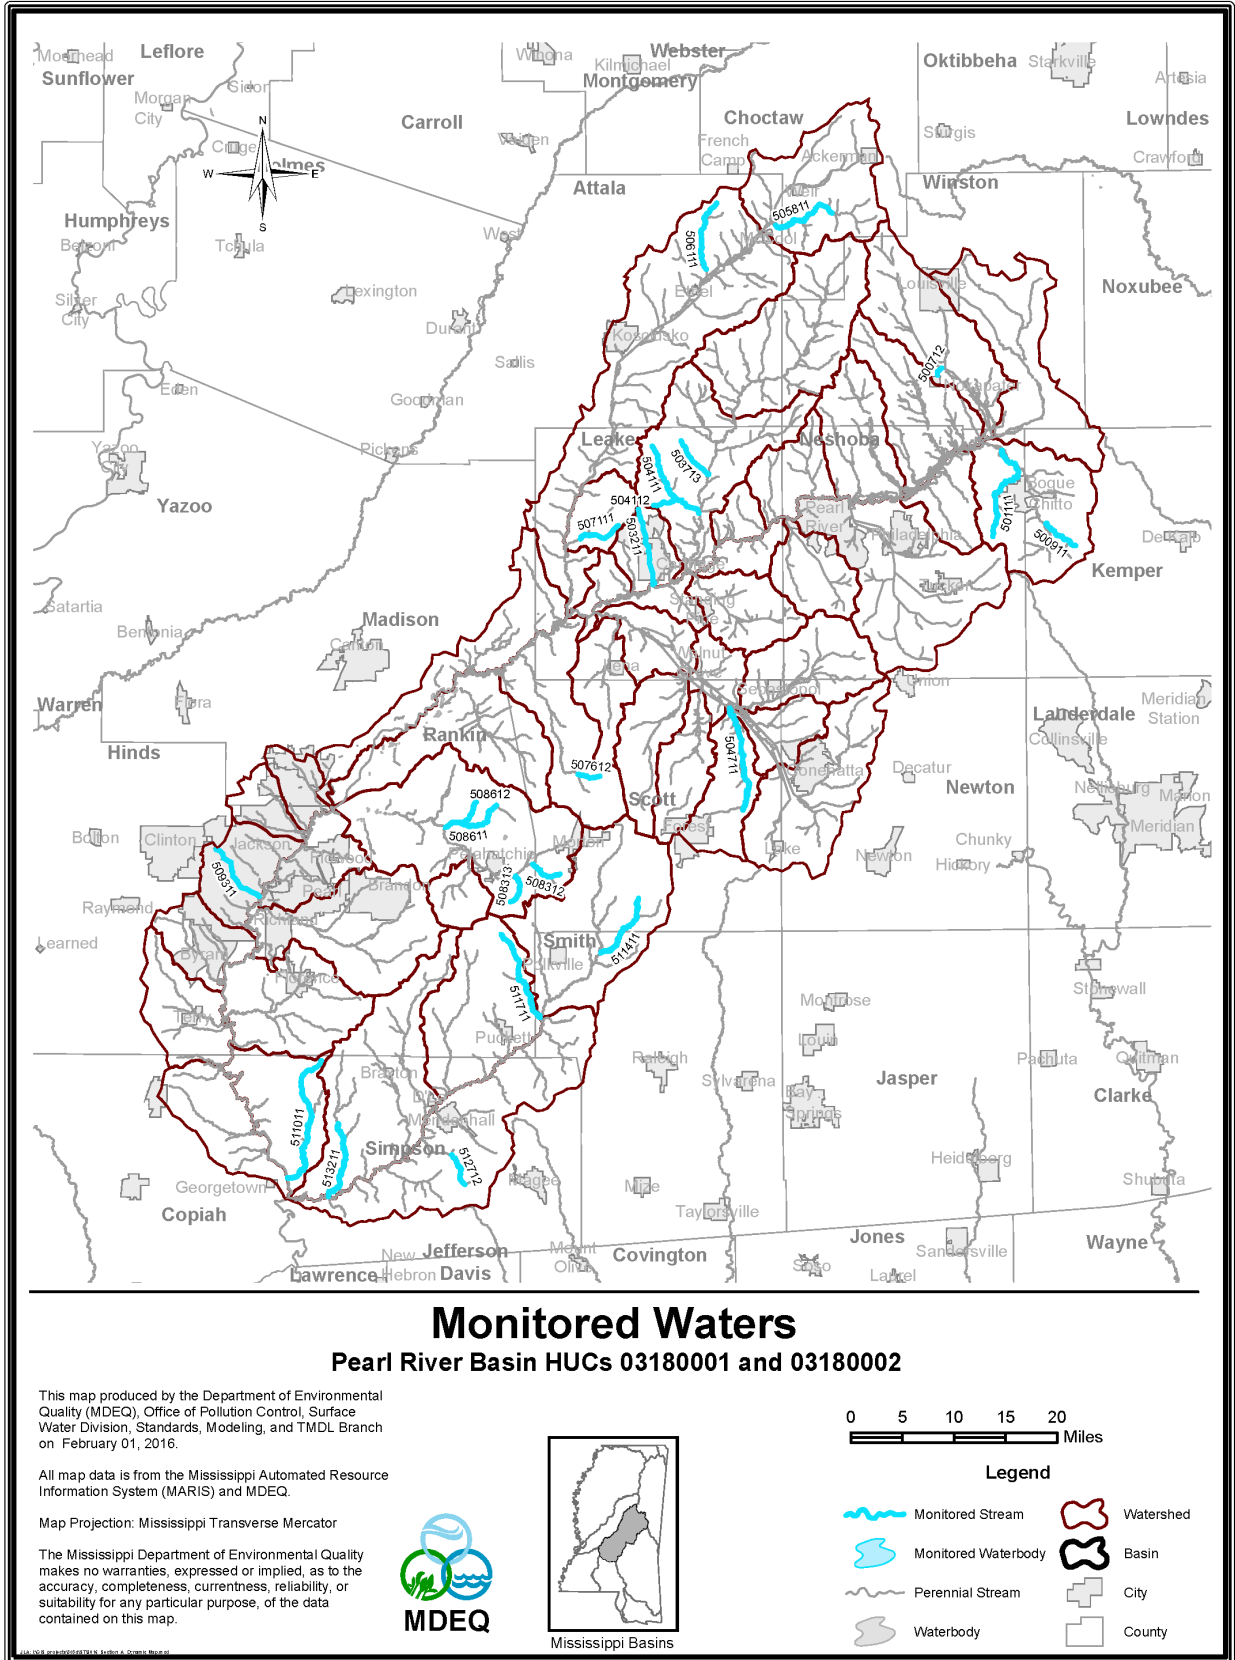 Leflore
Webster
Moorhead
Sunflower
Winona
Kilmichael
Montgomery
Oktibbeha
Starkville
Artesia
Sidon
Morgan
City
N
W
E
S
Carroll
Choctaw
Lowndes
Cruger
Vaiden
French
Camp
Ackerman
Sturgis
Crawford
Attala
Winston
Weir
Humphreys
Belzoni
Tchula
West
505811
506111
McCool
Noxubee
Silver
City
Lexington
Ethel
Louisville
Durant
Kosciusko
Sallis
500712
Noxapater
Eden
Goodman
Yazoo
Pickens
Leake
Neshoba
503713
504111
Yazoo
504112
507111
503211
Pearl
River
Philadelphia
Bogue
Chitto
501111
500911
De Kalb
Kemper
Tucker
Satartia
Bentonia
Madison
Canton
Standing
Pine
Walnut
Grove
Lena
Sebastopol
Union
Warren
Flora
Meridian
Station
Lauderdale
Collinsville
Hinds
Rankin
504711
507612
Conehatta
Decatur
Newton
Nellieburg
Marion
Meridian
Scott
508612
508611
Forest
Bolton
Clinton
Jackson
Pelahatchie
Morton
Lake
Newton
Chunky
Hickory
509311
Pearl
Brandon
508313
508312
Raymond
Richland
Learned
Byram
Smith
Polkville
511411
Florence
511711
Montrose
Stonewall
Terry
Puckett
Louin
Raleigh
Pachuta
Quitman
Braxton
Sylvarena
Jasper
Clarke
D'Lo
Mendenhall
Bay
Springs
511011
Simpson
513211
512712
Heidelberg
Georgetown
Magee
Mize
Shubuta
Copiah
Taylorsville
Jones
Sandersville
Wayne
New
Hebron
Jefferson
Davis
Mount
Olive
Covington
Lawrence
Soso
Laurel
Monitored Waters
Pearl River Basin HUCs 03180001 and 03180002
This map produced by the Department of Environmental
Quality (MDEQ), Office of Pollution Control, Surface
Water Division, Standards, Modeling, and TMDL Branch
on February 01, 2016.
All map data is from the Mississippi Automated Resource
Information System (MARIS) and MDEQ.
Map Projection: Mississippi Transverse Mercator
The Mississippi Department of Environmental Quality
makes no warranties, expressed or implied, as to the
accuracy, completeness, currentness, reliability, or
suitability for any particular purpose, of the data
contained on this map.
MDEQ
Mississippi Basins
0 5 10 15 20
Miles
Legend
Monitored Stream
Watershed
Monitored Waterbody
Basin
Perennial Stream
City
Waterbody
County